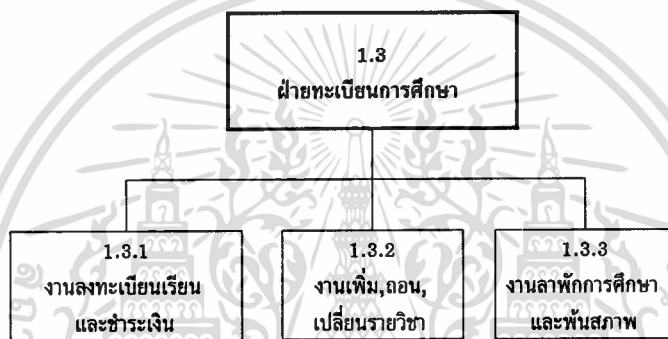 1.3
ฝ่ายทะเบียนการศึกษา
1.3.1
งานลงทะเบียนเรียน
และชำระเงิน
1.3.2
งานเพิ่ม,ถอน,
เปลี่ยนรายวิชา
1.3.3
งานลาพักการศึกษา
และพ้นสภาพ